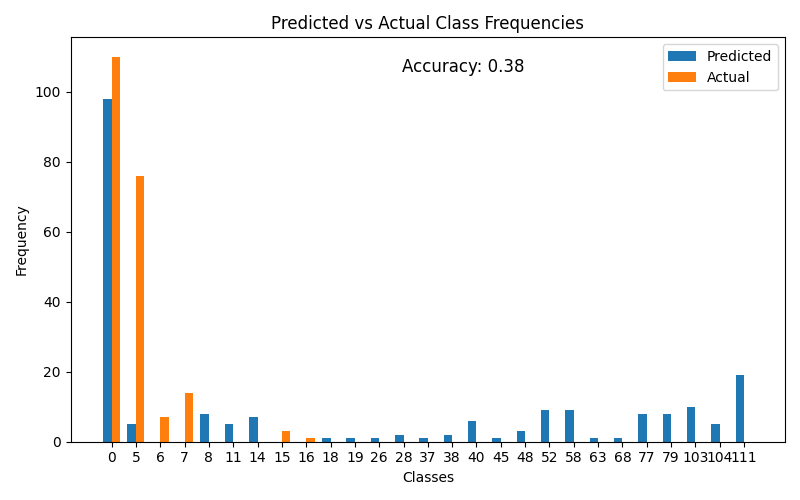 Predicted vs Actual Class Frequencies
Accuracy: 0.38
Predicted
Actual
Frequency
100
80
60
40
20
0
0 5 6 7 8 11 14 15 16 18 19 26 28 37 38 40 45 48 52 58 63 68 77 79 103 104 111
Classes